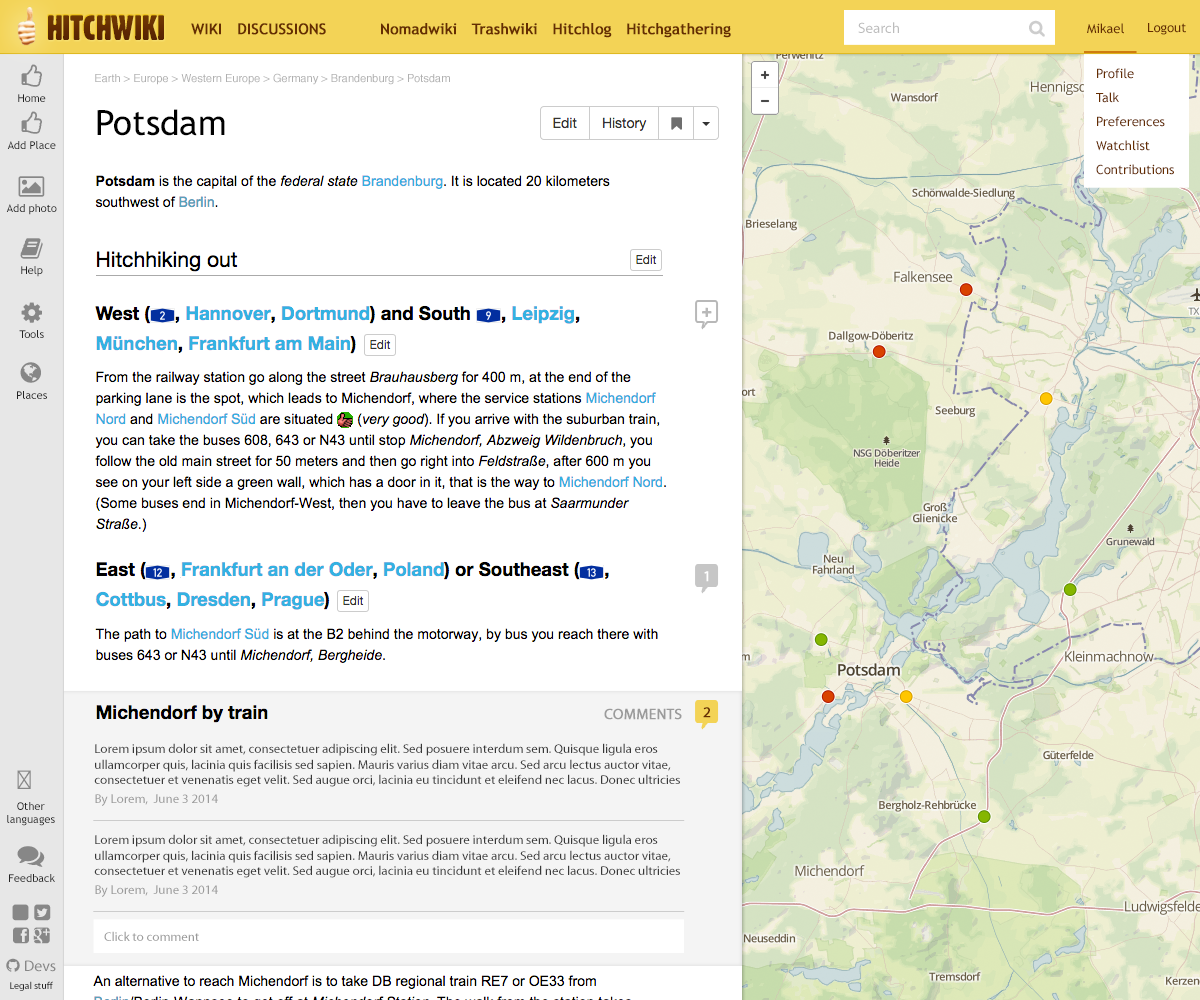 HITCHWIKI
WIKI DISCUSSIONS
Nomadwiki Trashwiki Hitchlog Hitchgathering
Search
Mikael Logout
Profile
Talk
Preferences
Watchlist
Contributions
Home
Add Place
Add photo
Help
Tools
Places
Other
languages
Feedback
Devs
Legal stuff
Earth > Europe > Western Europe > Germany > Brandenburg > Potsdam
Potsdam
Edit History
Potsdam is the capital of the federal state Brandenburg. It is located 20 kilometers
southwest of Berlin.
Hitchhiking out
Edit
West (2, Hannover, Dortmund) and South 9, Leipzig,
München, Frankfurt am Main) Edit
From the railway station go along the street Brauhausberg for 400 m, at the end of the
parking lane is the spot, which leads to Michendorf, where the service stations Michendorf
Nord and Michendorf Süd are situated (very good). If you arrive with the suburban train,
you can take the buses 608, 643 or N43 until stop Michendorf, Abzweig Wildenbruch, you
follow the old main street for 50 meters and then go right into Feldstraße, after 600 m you
see on your left side a green wall, which has a door in it, that is the way to Michendorf Nord.
(Some buses end in Michendorf-West, then you have to leave the bus at Saarmunder
Straße.)
East (12, Frankfurt an der Oder, Poland) or Southeast (13,
1
Cottbus, Dresden, Prague) Edit
The path to Michendorf Süd is at the B2 behind the motorway, by bus you reach there with
buses 643 or N43 until Michendorf, Bergheide.
Michendorf by train
COMMENTS 2
Lorem ipsum dolor sit amet, consectetuer adipiscing elit. Sed posuere interdum sem. Quisque ligula eros
ullamcorper quis, lacinia quis facilisis sed sapien. Mauris varius diam vitae arcu. Sed arcu lectus auctor vitae,
consectetuer et venenatis eget velit. Sed augue orci, lacinia eu tincidunt et eleifend nec lacus. Donec ultricies
By Lorem, June 3 2014
Lorem ipsum dolor sit amet, consectetuer adipiscing elit. Sed posuere interdum sem. Quisque ligula eros
ullamcorper quis, lacinia quis facilisis sed sapien. Mauris varius diam vitae arcu. Sed arcu lectus auctor vitae,
consectetuer et venenatis eget velit. Sed augue orci, lacinia eu tincidunt et eleifend nec lacus. Donec ultricies
By Lorem, June 3 2014
Click to comment
An alternative to reach Michendorf is to take DB regional train RE7 or OE33 from
+
−
Perwenitz
Wansdorf
Schönwalde-Siedlung
Brieselang
Falkensee
TX
Dallgow-Döberitz
ort
Seeburg
NSG Döberitzer
Heide
Groß
Glienicke
Grunewald
Neu
Fahrland
m
Potsdam
Kleinmachnow
Güterfelde
Bergholz-Rehbrücke
Michendorf
Ludwigsfelde
Neuseddin
Tremsdorf
Kerzen